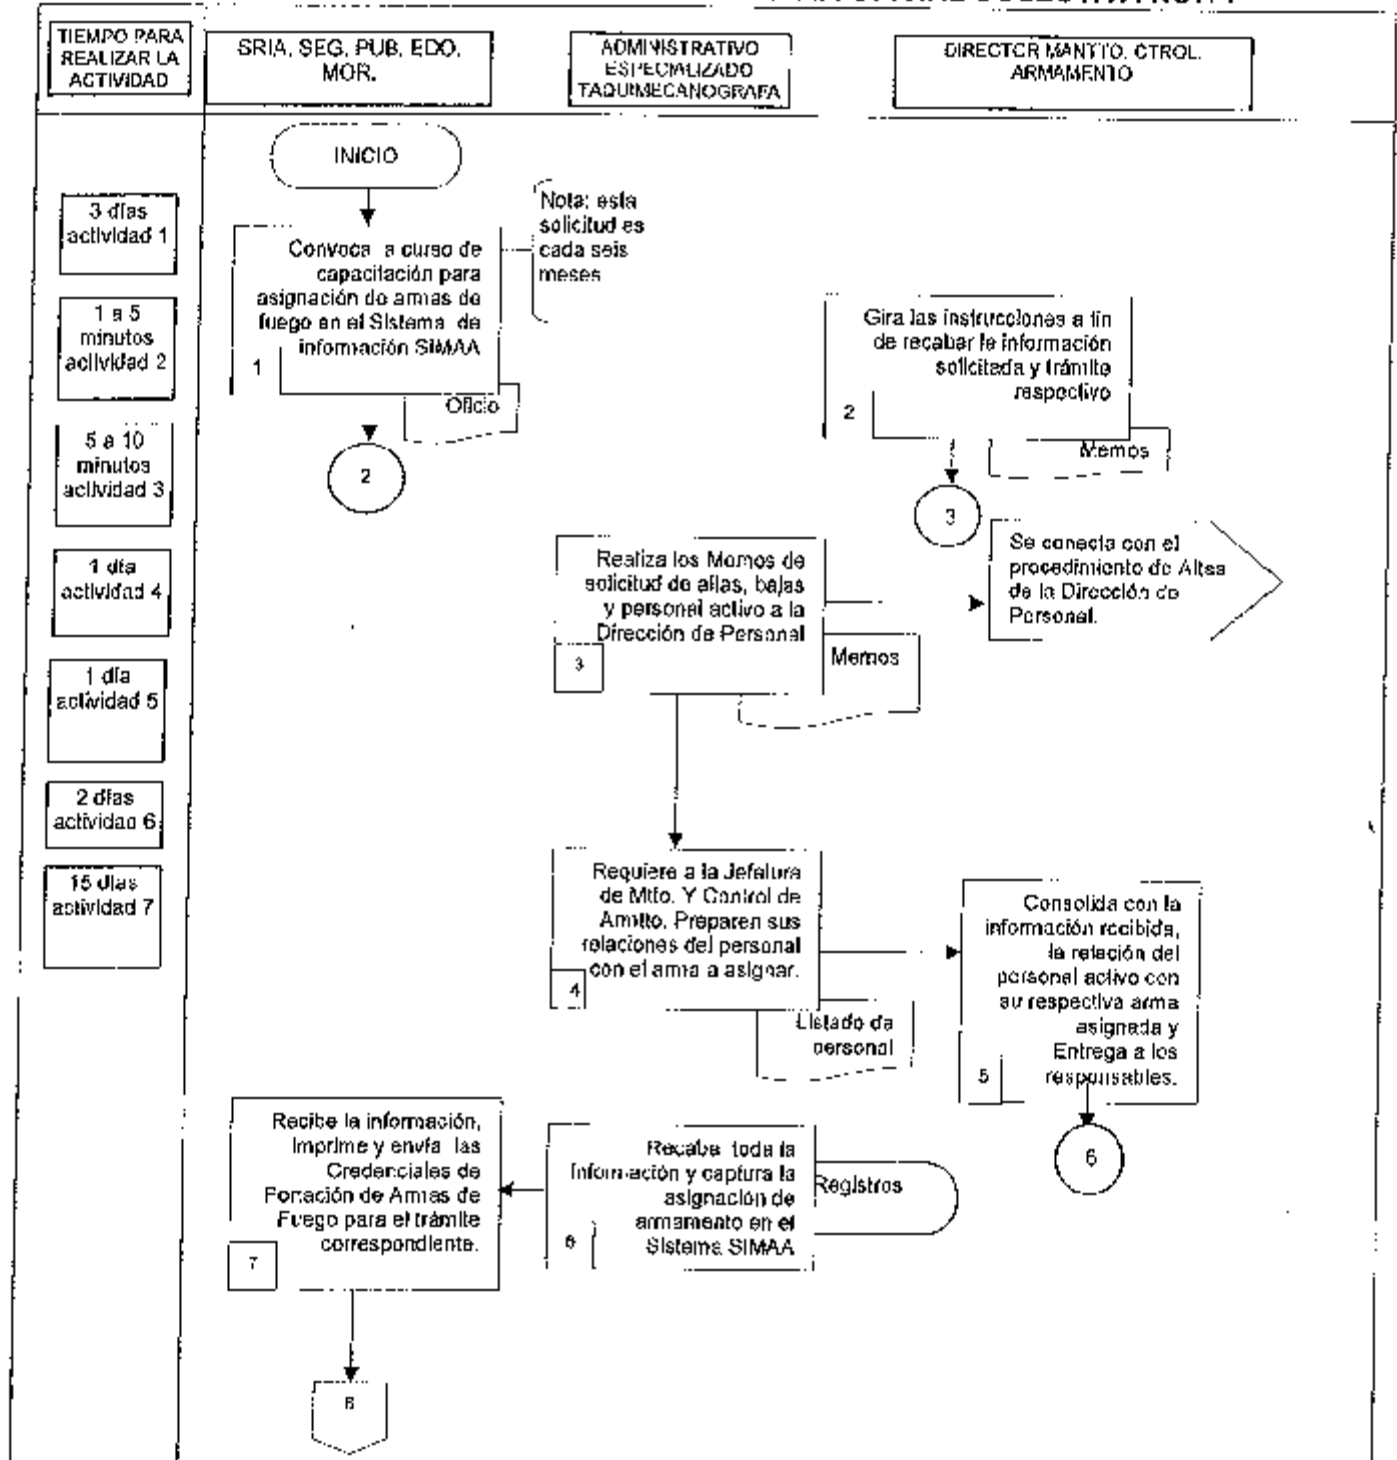 TIEMPO PARA
REALIZAR LA
ACTIVIDAD
SRIA. SEG. PUB. EDO.
MOR.
ADMINISTRATIVO
ESPECIALIZADO
TAQUIMECANOGRAFA
DIRECTOR MANTTO. CTROL.
ARMAMENTO
INICIO
3 días
actividad 1
Convoca a curso de
capacitación para
asignación de armas de
fuego en el Sistema de
información SIMAA
1
Nota: esta
solicitud es
cada seis
meses
Oficio
2
1 a 5
minutos
actividad 2
Gira las instrucciones a fin
de recabar la información
solicitada y trámite
respectivo
2
Memos
3
5 a 10
minutos
actividad 3
Realiza los Memos de
solicitud de altas, bajas
y personal activo a la
Dirección de Personal
3
Memos
Se conecta con el
procedimiento de Altas
de la Dirección de
Personal.
1 día
actividad 4
1 día
actividad 5
2 días
actividad 6
15 días
actividad 7
Requiere a la Jefatura
de Mtto. Y Control de
Amtto. Preparen sus
relaciones del personal
con el arma a asignar.
4
Listado de
personal
Consolida con la
información recibida,
la relación del
personal activo con
su respectiva arma
asignada y
Entrega a los
responsables.
5
6
Recaba toda la
Información y captura la
asignación de
armamento en el
Sistema SIMAA
6
Registros
Recibe la información,
Imprime y envía las
Credenciales de
Portación de Armas de
Fuego para el trámite
correspondiente.
7